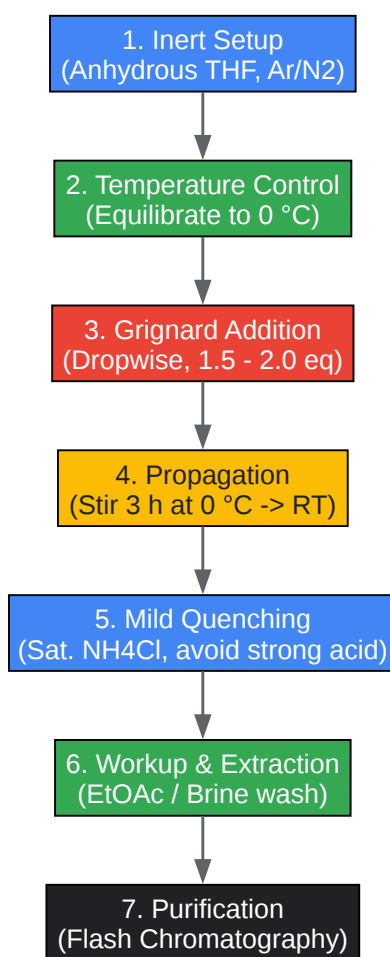 1. Inert Setup
(Anhydrous THF, Ar/N2)
2. Temperature Control
(Equilibrate to 0 °C)
3. Grignard Addition
(Dropwise, 1.5 - 2.0 eq)
4. Propagation
(Stir 3 h at 0 °C -> RT)
5. Mild Quenching
(Sat. NH4Cl, avoid strong acid)
6. Workup & Extraction
(EtOAc / Brine wash)
7. Purification
(Flash Chromatography)